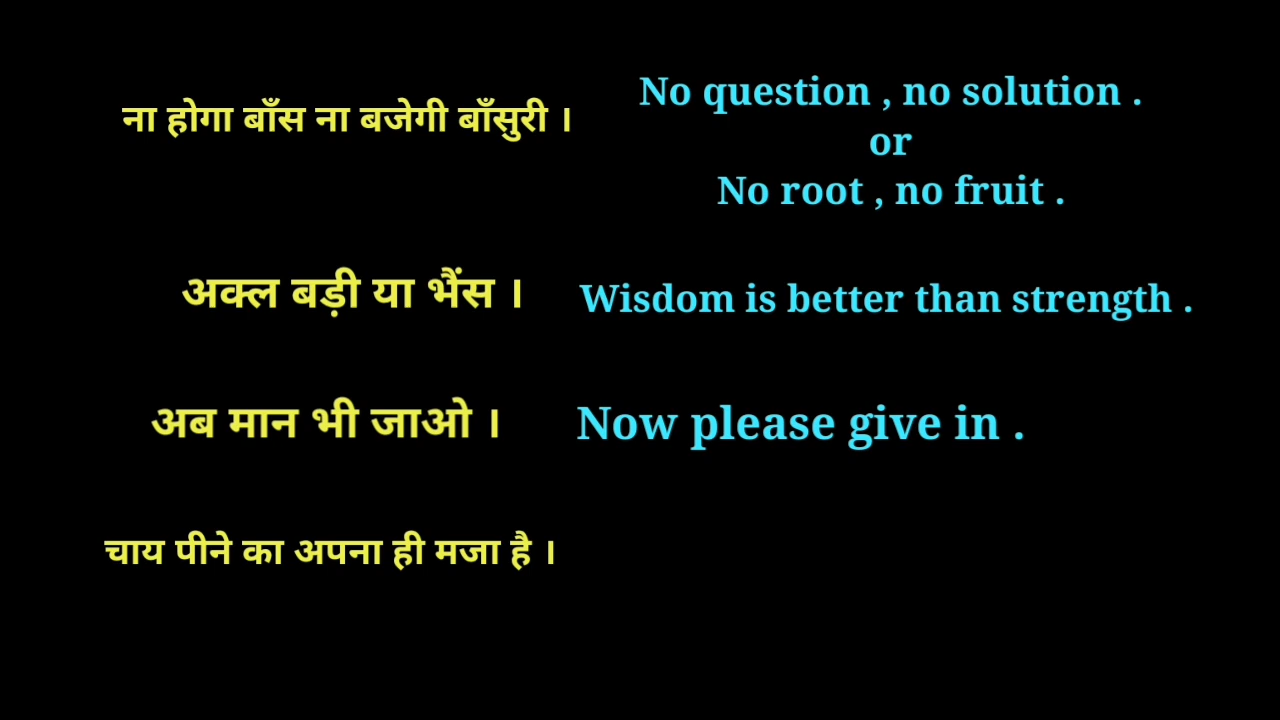 ना होगा बाँस ना बजेगी बाँसुरी ।
No question , no solution .
or
No root , no fruit .
अक्ल बड़ी या भैंस ।
Wisdom is better than strength .
अब मान भी जाओ ।
Now please give in .
चाय पीने का अपना ही मजा है ।